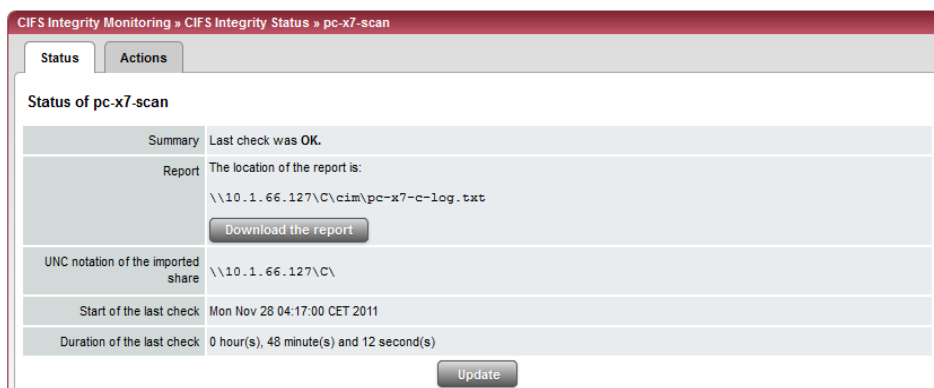 CIFS Integrity Monitoring » CIFS Integrity Status » pc-x7-scan
Status Actions
Status of pc-x7-scan
Summary Last check was OK.
Report The location of the report is:
\\10.1.66.127\C\cim\pc-x7-c-log.txt
Download the report
UNC notation of the imported
share \\10.1.66.127\C\
Start of the last check Mon Nov 28 04:17:00 CET 2011
Duration of the last check 0 hour(s), 48 minute(s) and 12 second(s)
Update